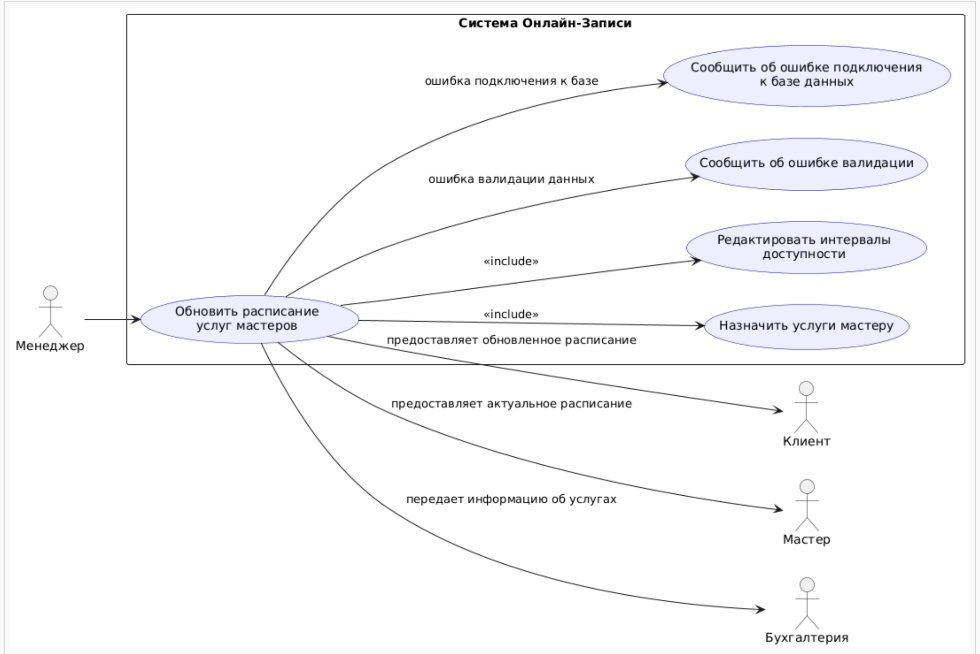 Система Онлайн-Записи
Сообщить об ошибке подключения
к базе данных
ошибка подключения к базе
Сообщить об ошибке валидации
ошибка валидации данных
Редактировать интервалы
доступности
«include»
Обновить расписание
услуг мастеров
«include»
Назначить услуги мастеру
Менеджер
предоставляет обновленное расписание
предоставляет актуальное расписание
Клиент
передает информацию об услугах
Мастер
Бухгалтерия